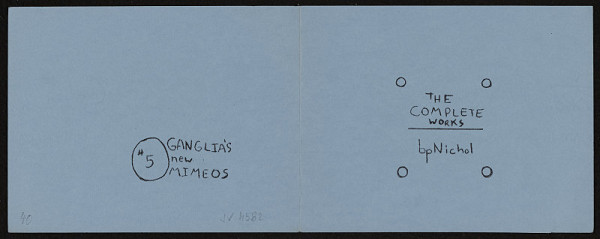 #5
GANGLIA'S
new
MIMEOS
THE
COMPLETE
WORKS
bpNichol